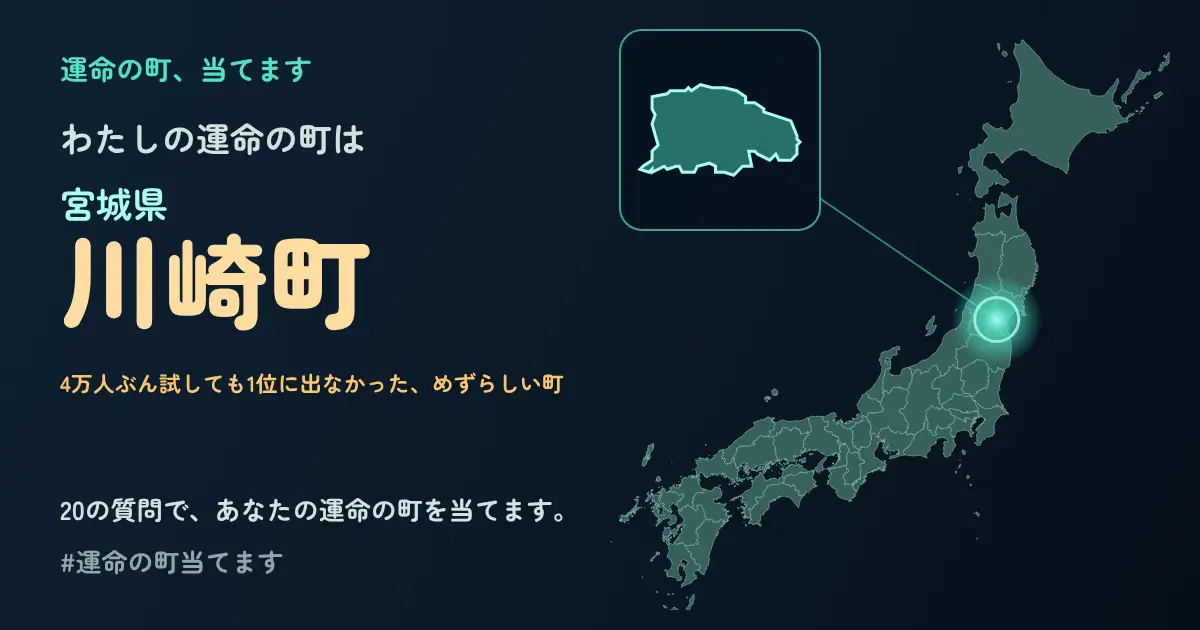 運命の町、当てます
わたしの運命の町は
宮城県
川崎町
4万人ぶん試しても1位に出なかった、めずらしい町
20の質問で、あなたの運命の町を当てます。
#運命の町当てます